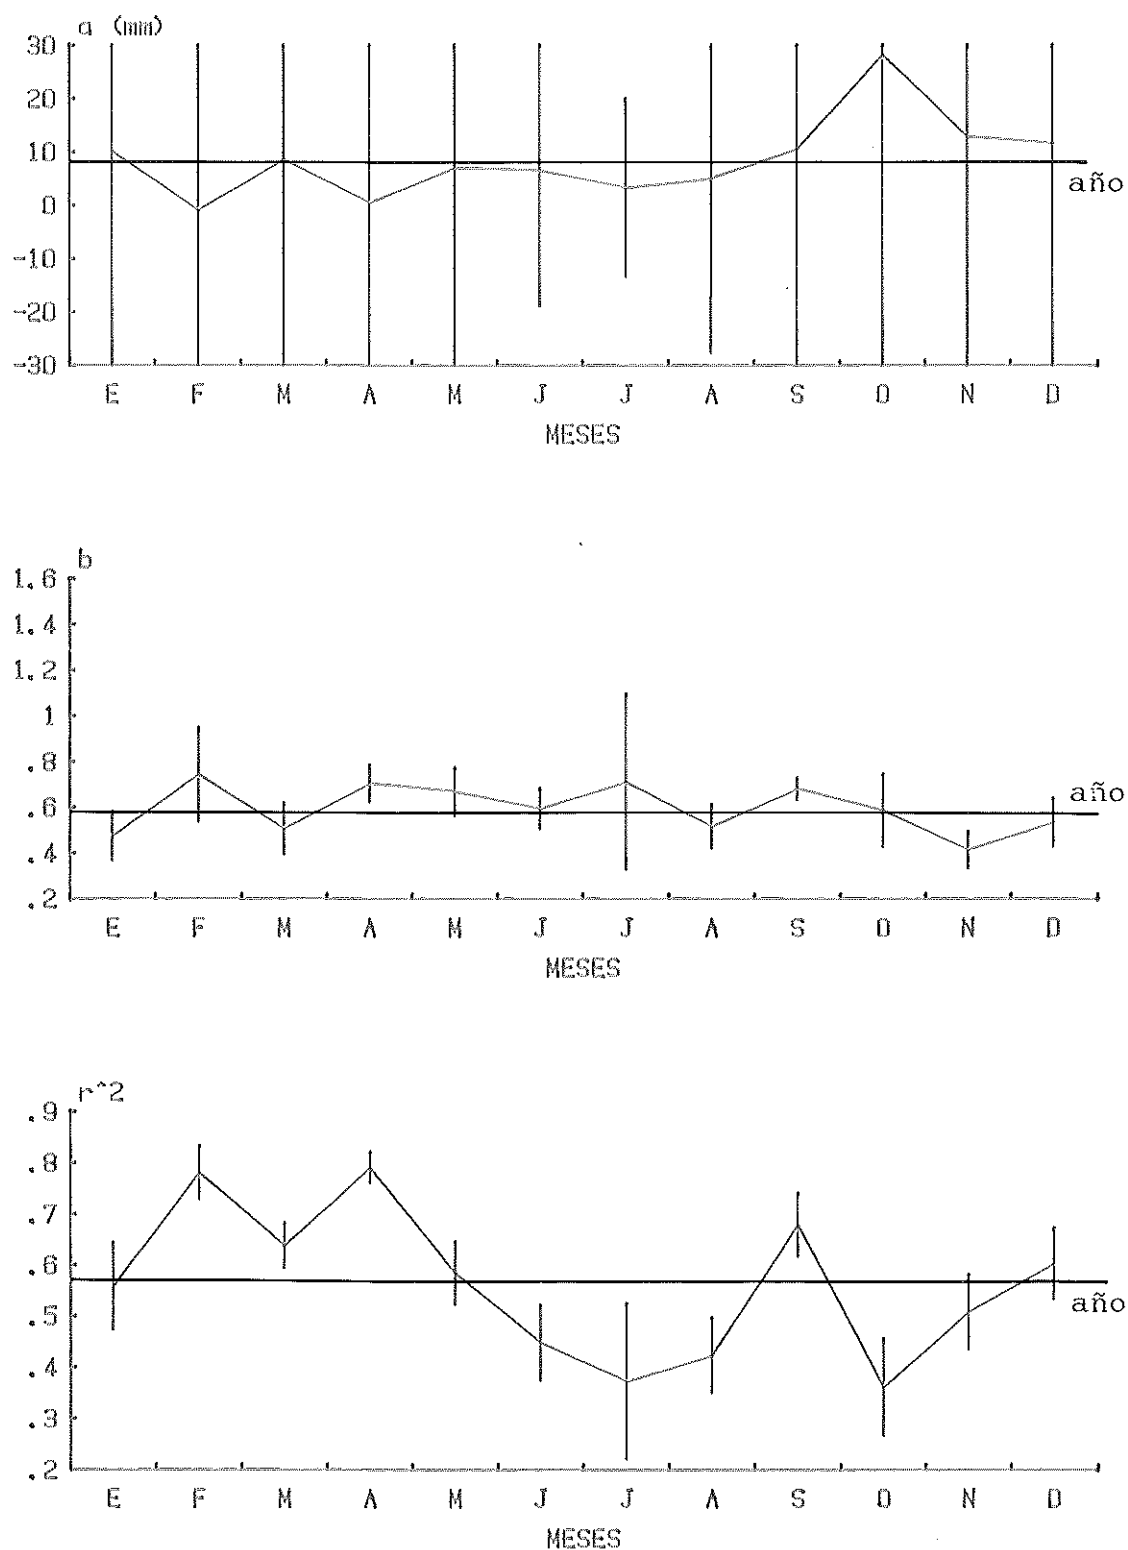 a (mm)
30
20
10
0
-10
-20
-30
año
E F M A M J J A S O N D
MESES
b
1.6
1.4
1.2
1
.8
.6
.4
.2
año
E F M A M J J A S O N D
MESES
r^2
.9
.8
.7
.6
.5
.4
.3
.2
año
E F M A M J J A S O N D
MESES